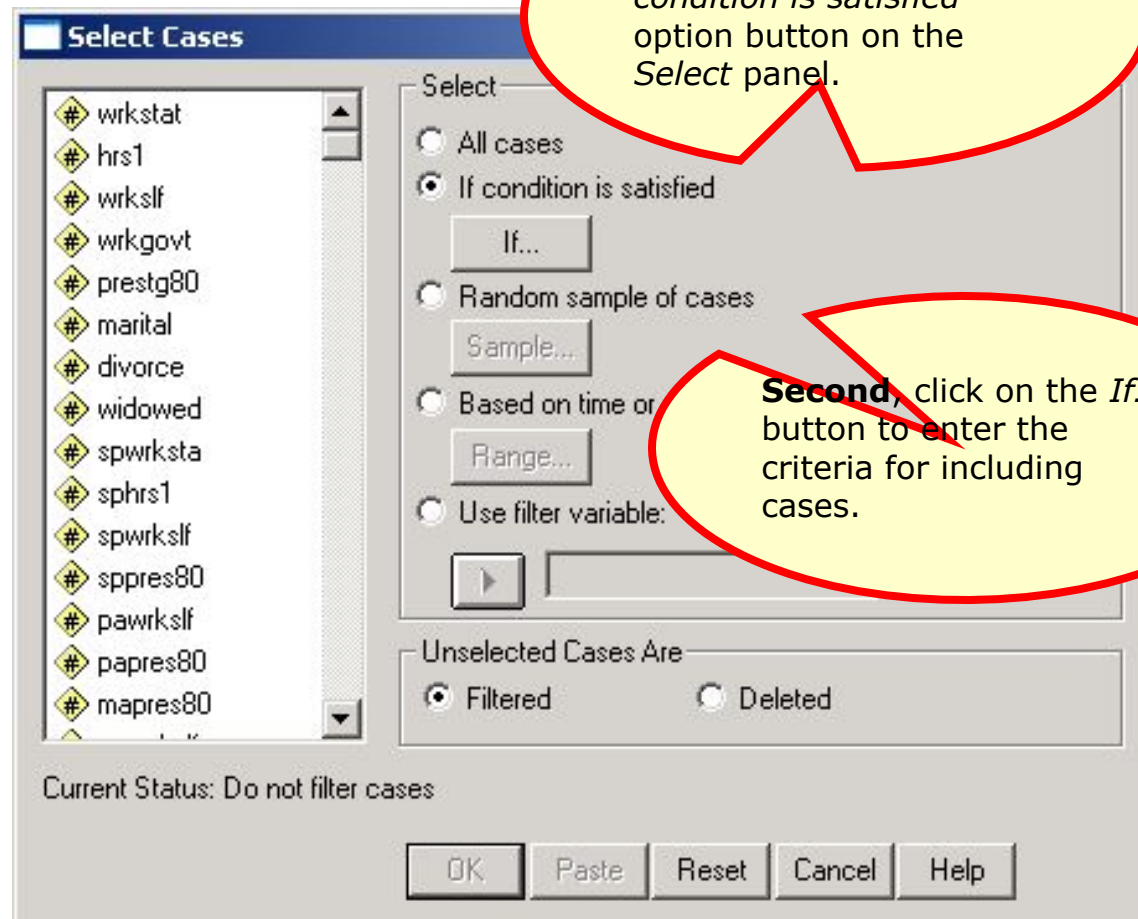 condition is satisfied
option button on the
Select panel.
Select Cases
wrkstat
hrs1
wrkslf
wrkgovt
prestg80
marital
divorce
widowed
spwrksta
sphrs1
spwrkslf
sppres80
pawrkslf
papres80
mapres80
Select
All cases
If condition is satisfied
If...
Random sample of cases
Sample...
Based on time or
Range...
Use filter variable:
Second, click on the If.
button to enter the
criteria for including
cases.
Unselected Cases Are
Filtered
Deleted
Current Status: Do not filter cases
OK
Paste
Reset
Cancel
Help